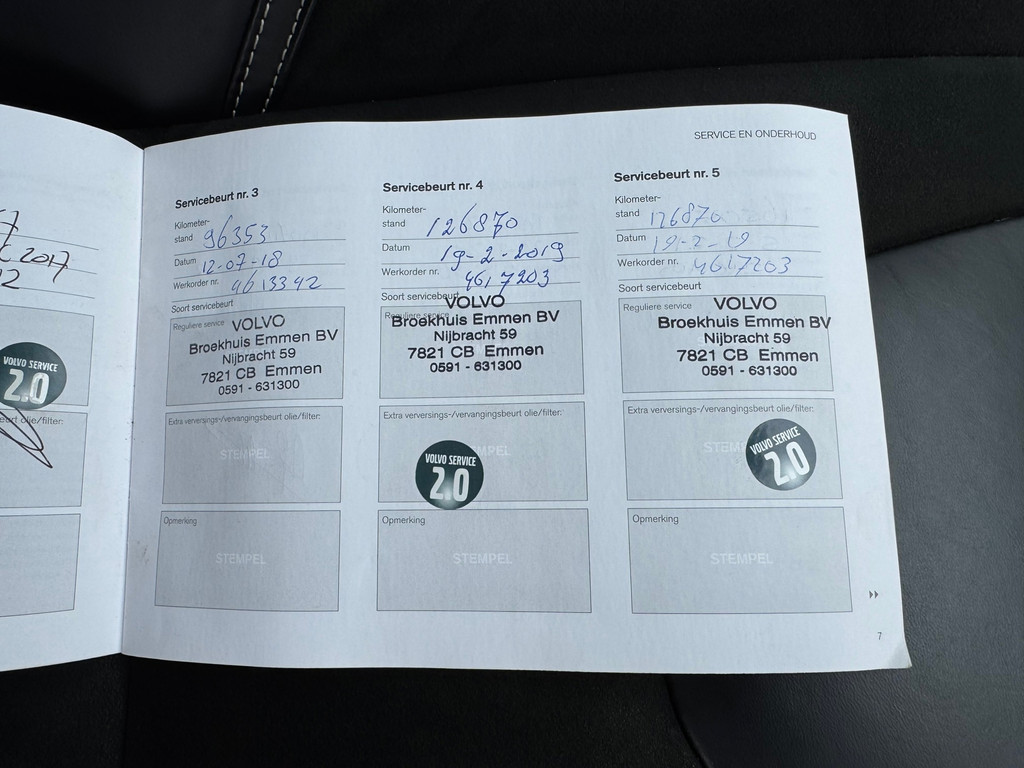 SERVICE EN ONDERHOUD
2017
VOLVO SERVICE
2.0
Servicebeurt nr. 3
Kilometer-
stand 96353
Datum 12-07-18
Werkorder nr. 4613342
Soort servicebeurt
Reguliere service
VOLVO
Broekhuis Emmen BV
Nijbracht 59
7821 CB Emmen
0591 - 631300
Extra verversings-/vervangingsbeurt olie/filter:
STEMPEL
Opmerking
STEMPEL
Servicebeurt nr. 4
Kilometer-
stand 126870
Datum 19-2-2019
Werkorder nr. 4617203
Soort servicebeurt
Reguliere service
VOLVO
Broekhuis Emmen BV
Nijbracht 59
7821 CB Emmen
0591 - 631300
Extra verversings-/vervangingsbeurt olie/filter:
VOLVO SERVICE
2.0
Opmerking
STEMPEL
Servicebeurt nr. 5
Kilometer-
stand 126870
Datum 19-2-19
Werkorder nr. 4617203
Soort servicebeurt
Reguliere service
VOLVO
Broekhuis Emmen BV
Nijbracht 59
7821 CB Emmen
0591 - 631300
Extra verversings-/vervangingsbeurt olie/filter:
VOLVO SERVICE
2.0
Opmerking
STEMPEL
7